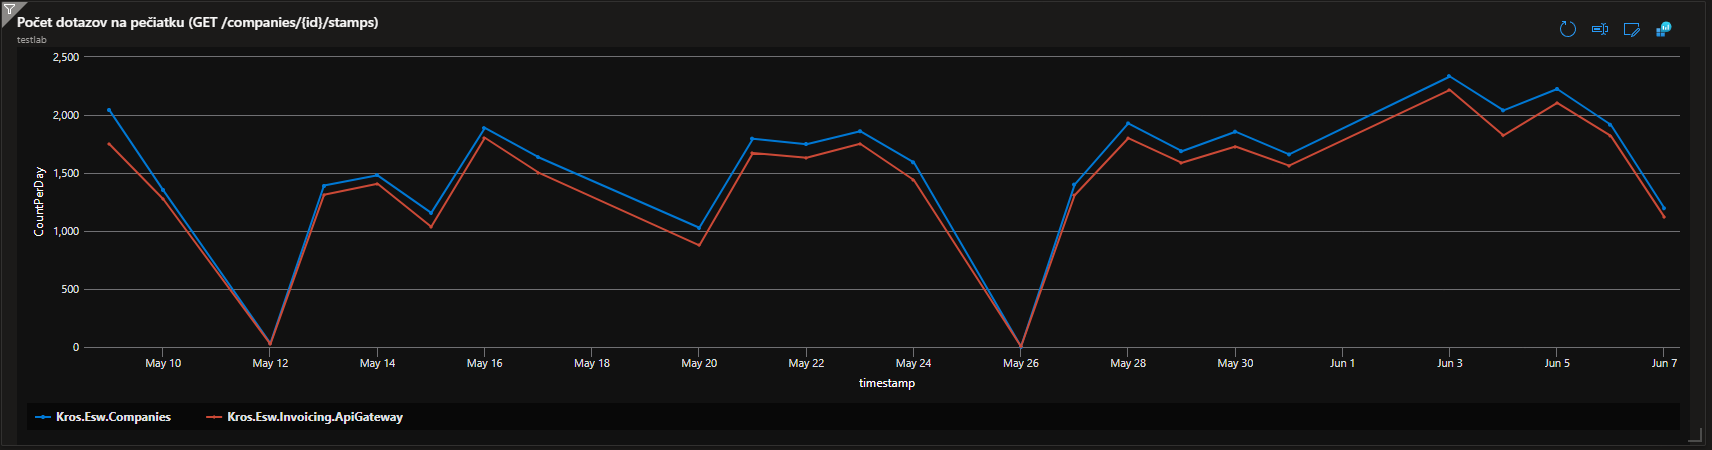 Počet dotazov na pečiatku (GET /companies/{id}/stamps)
testlab
2,500
2,000
1,500
1,000
500
0
CountPerDay
May 10 May 12 May 14 May 16 May 18 May 20 May 22 May 24 May 26 May 28 May 30 Jun 1 Jun 3 Jun 5 Jun 7
timestamp
Kros.Esw.Companies Kros.Esw.Invoicing.ApiGateway